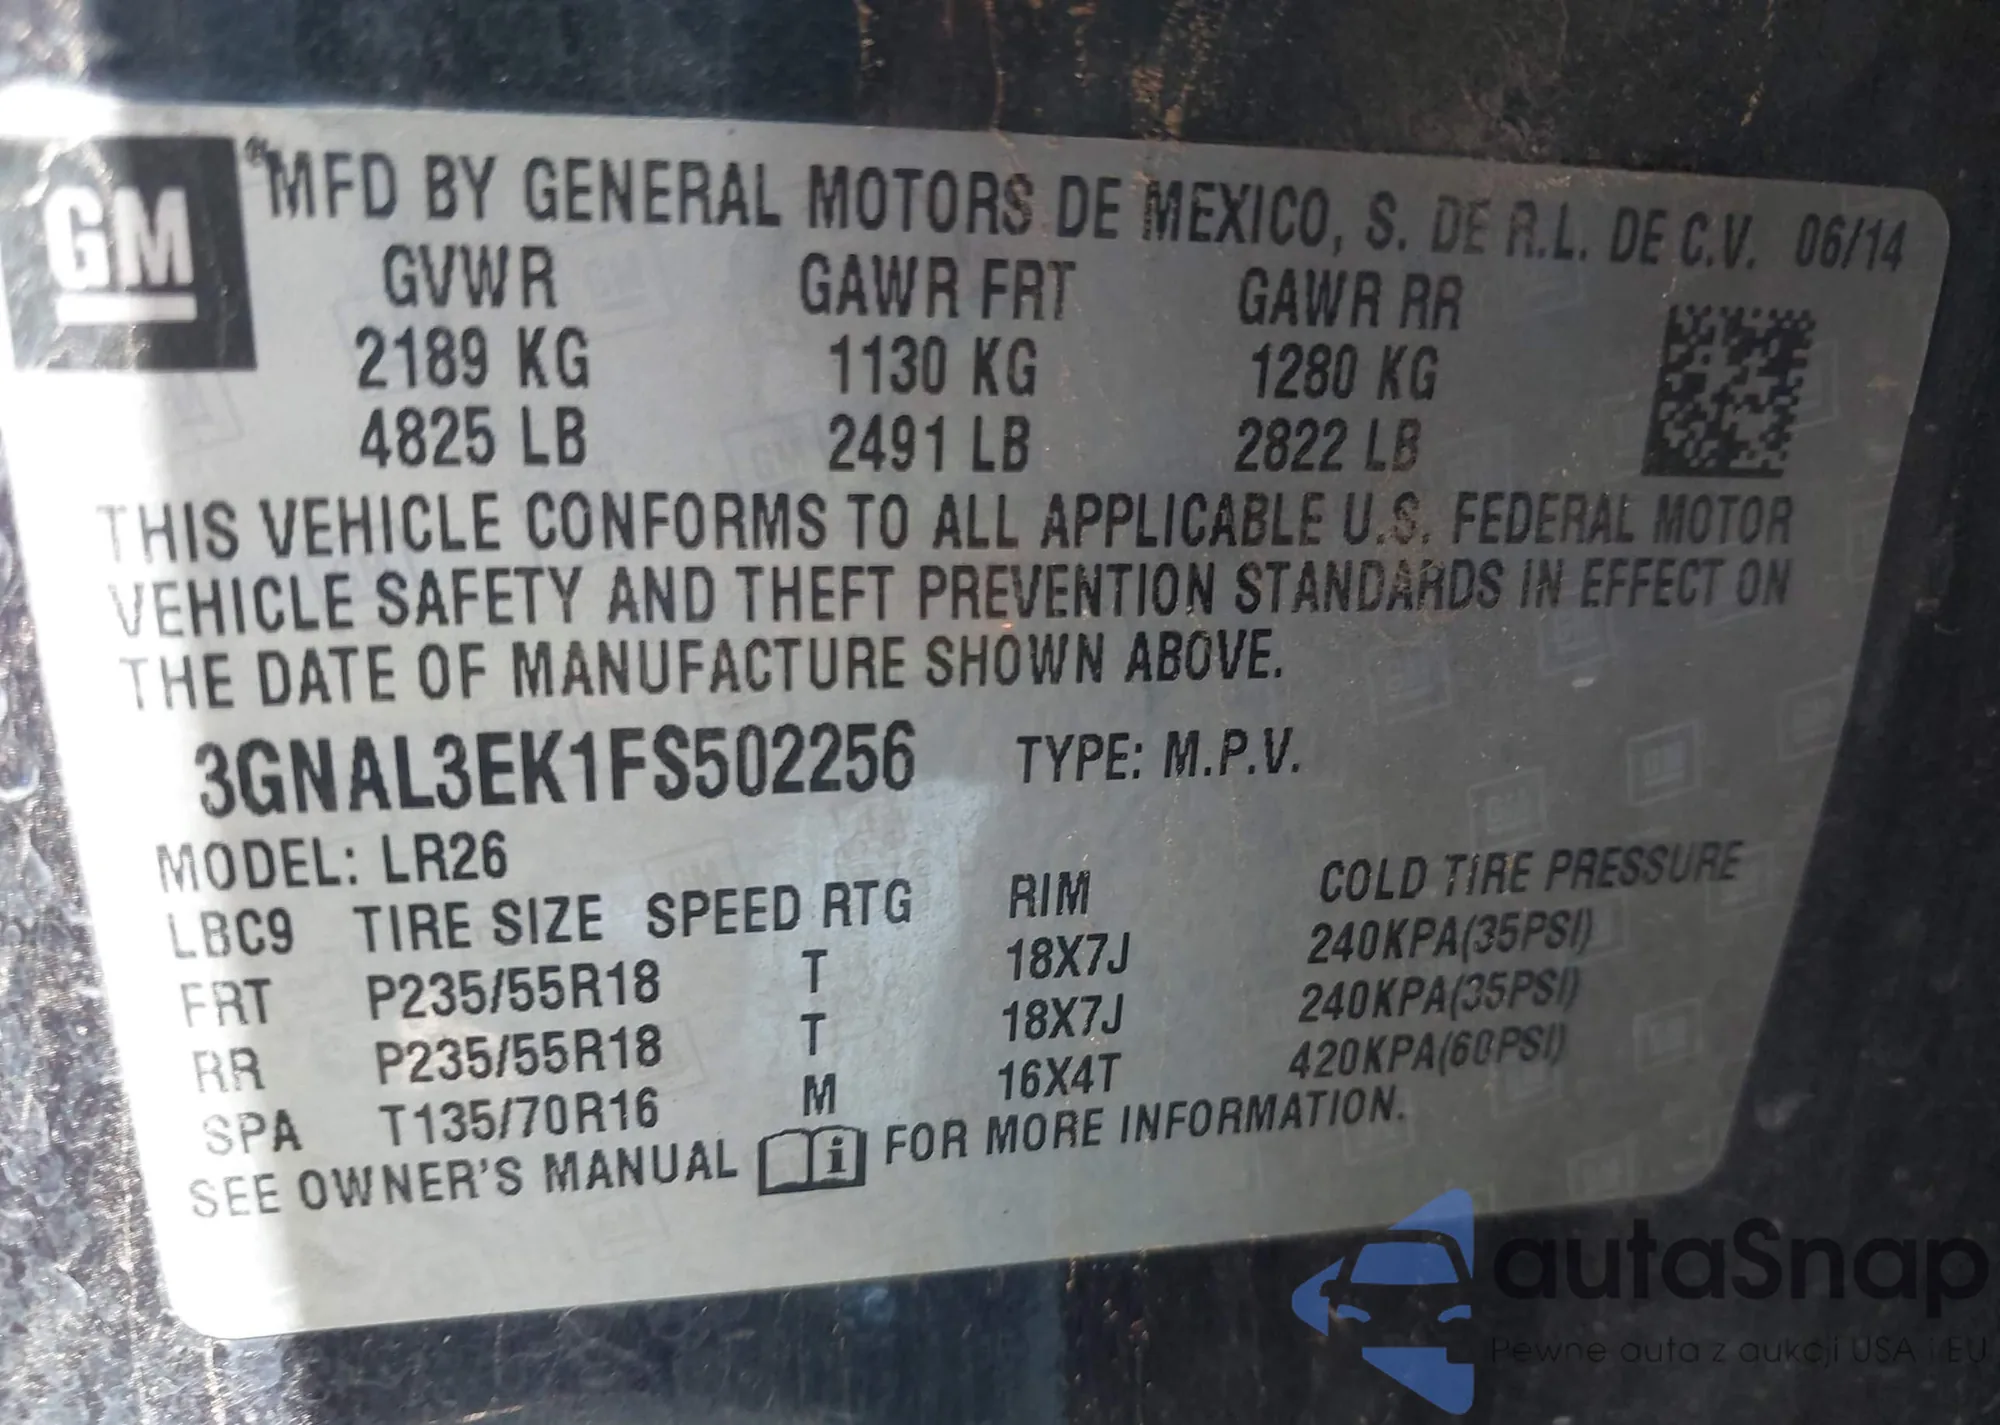 GM ® MFD BY GENERAL MOTORS DE MEXICO, S. DE R.L. DE C.V. 06/14
GVWR GAWR FRT GAWR RR
2189 KG 1130 KG 1280 KG
4825 LB 2491 LB 2822 LB
THIS VEHICLE CONFORMS TO ALL APPLICABLE U.S. FEDERAL MOTOR
VEHICLE SAFETY AND THEFT PREVENTION STANDARDS IN EFFECT ON
THE DATE OF MANUFACTURE SHOWN ABOVE.
3GNAL3EK1FS502256 TYPE: M.P.V.
MODEL: LR26
LBC9 TIRE SIZE SPEED RTG RIM COLD TIRE PRESSURE
FRT P235/55R18 T 18X7J 240KPA(35PSI)
RR P235/55R18 T 18X7J 240KPA(35PSI)
SPA T135/70R16 M 16X4T 420KPA(60PSI)
SEE OWNER'S MANUAL i FOR MORE INFORMATION.
autaSnap
Pewne auta z aukcji USA i EU